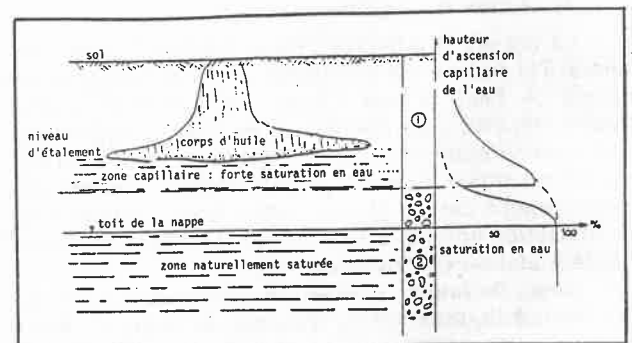 sol
hauteur
d'ascension
capillaire
de l'eau
①
niveau
d'étalement
corps d'huile
zone capillaire : forte saturation en eau
toit de la nappe
50
100
%
saturation en eau
zone naturellement saturée
②